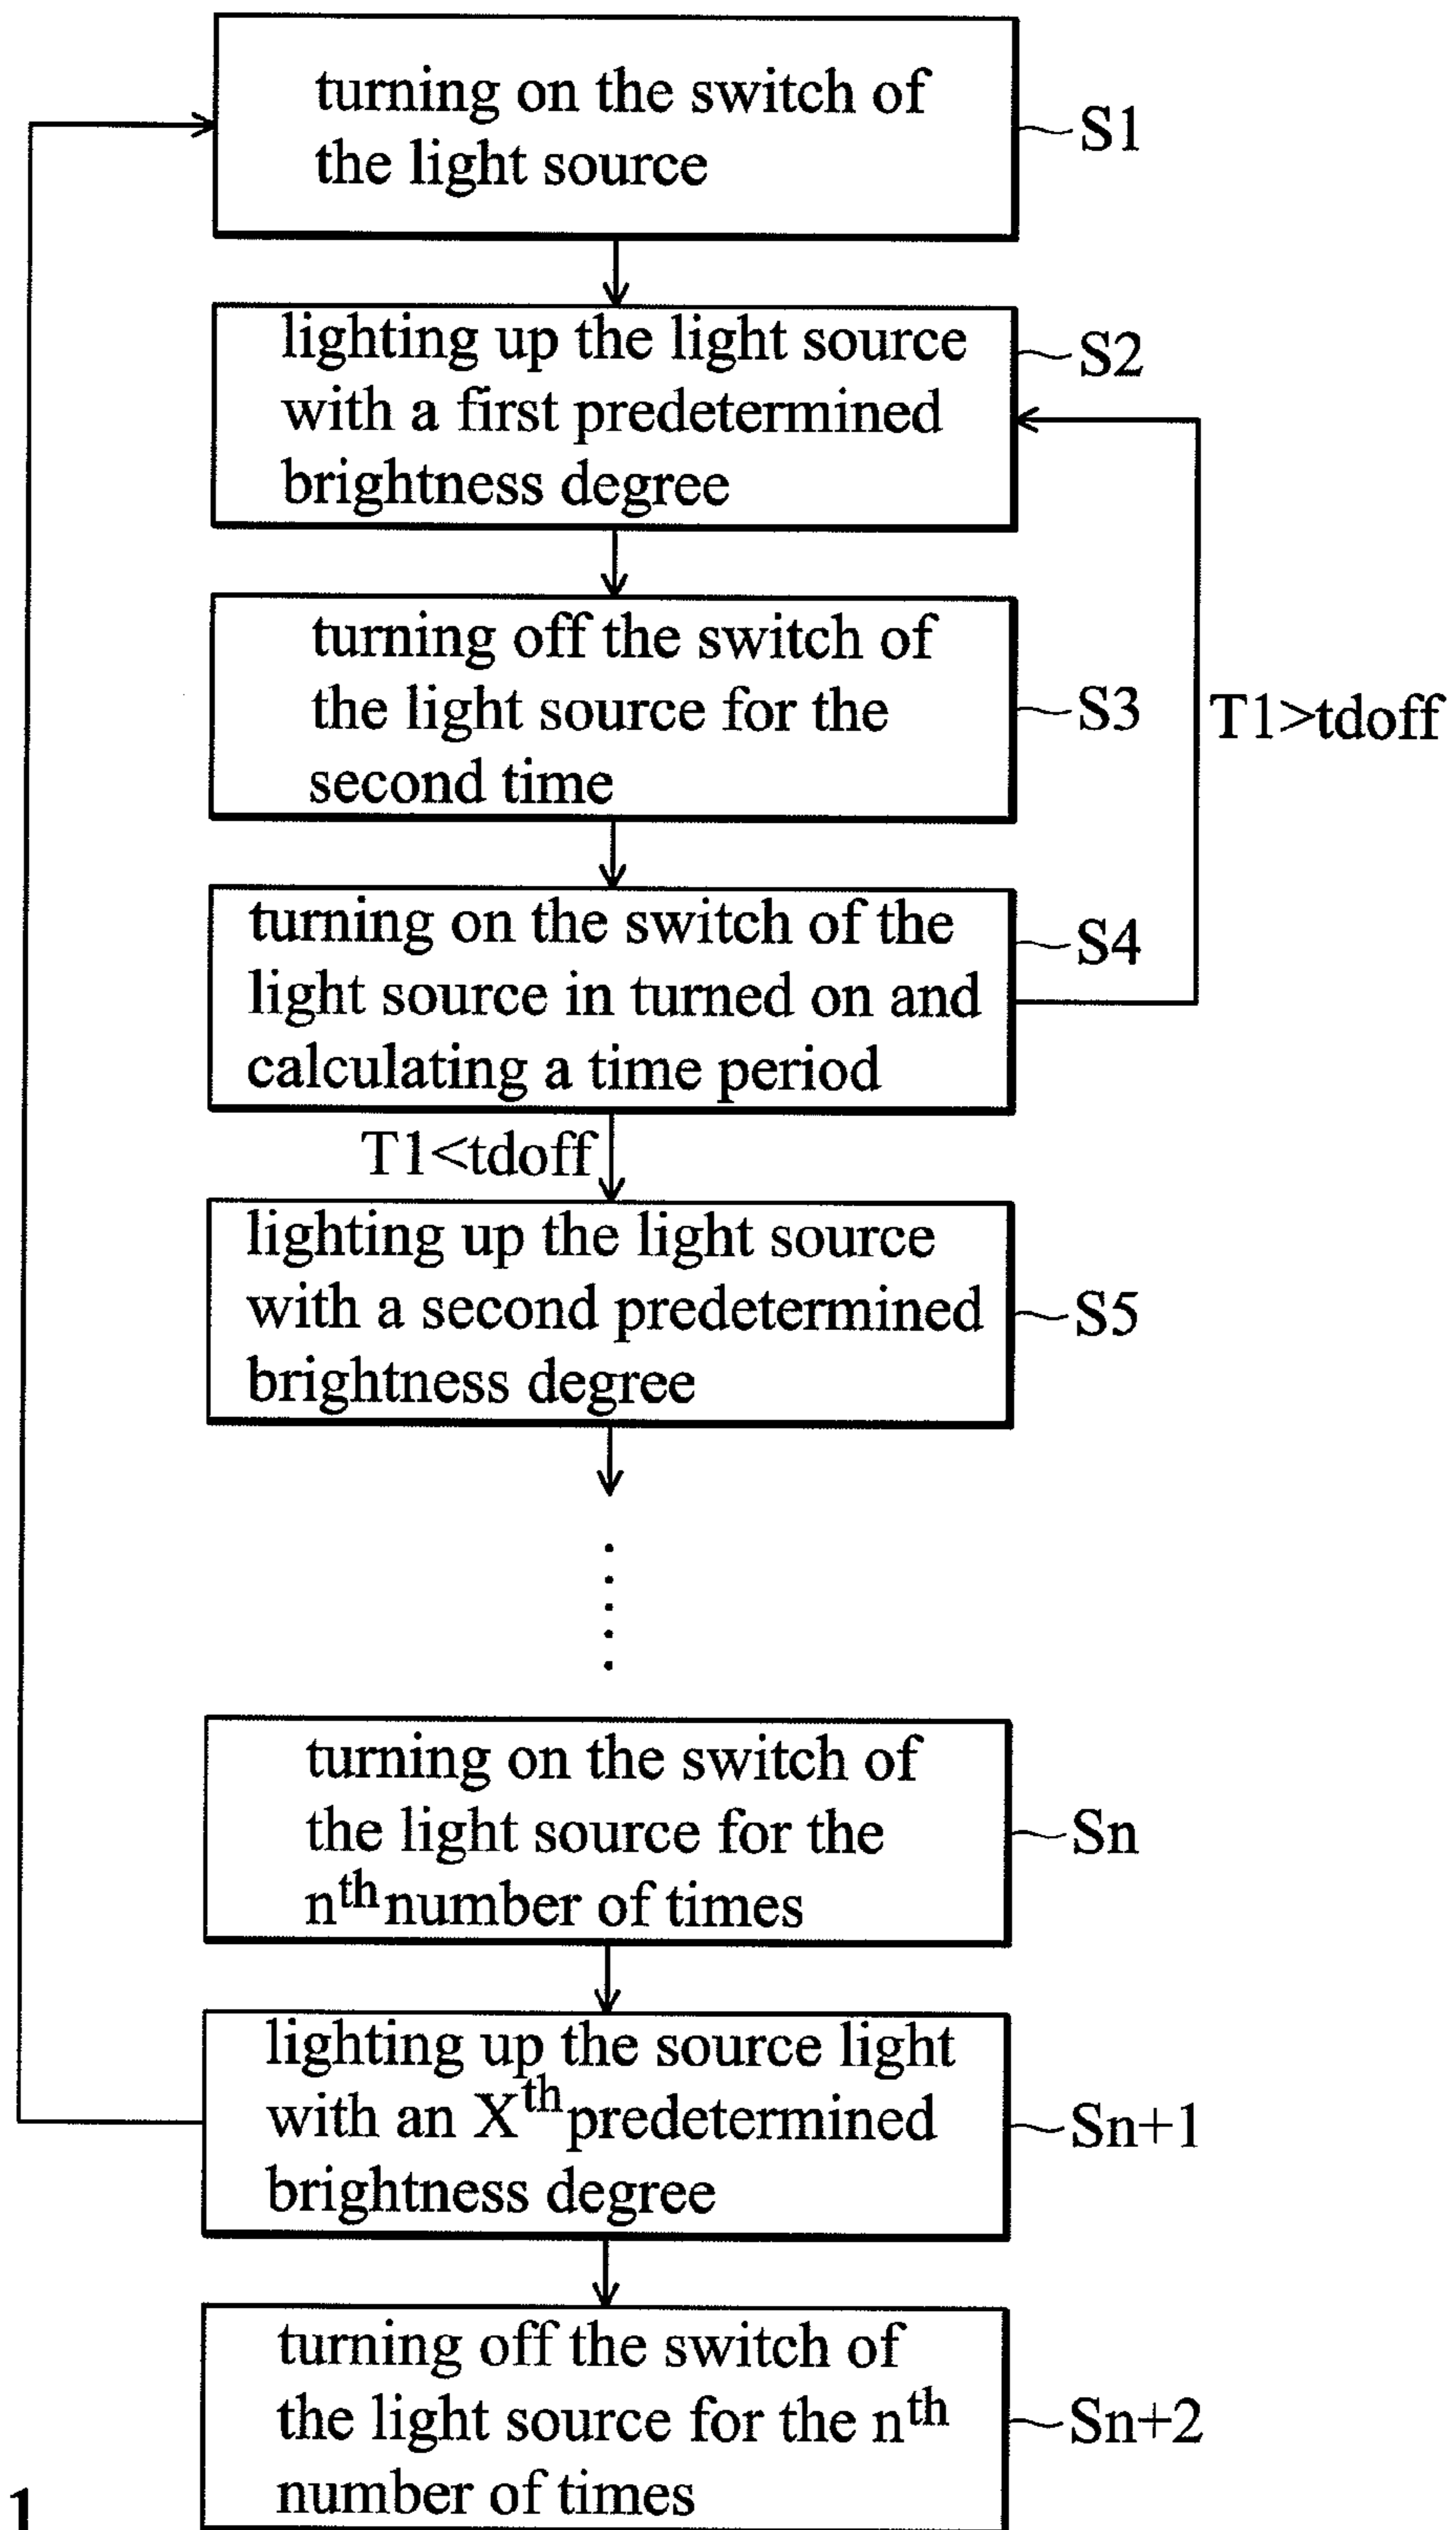 turning on the switch of
the light source
S1
lighting up the light source
with a first predetermined
brightness degree
S2
turning off the switch of
the light source for the
second time
S3
T1>tdoff
turning on the switch of the
light source in turned on and
calculating a time period
S4
T1<tdoff
lighting up the light source
with a second predetermined
brightness degree
S5
turning on the switch of
the light source for the
nth number of times
Sn
lighting up the source light
with an Xth predetermined
brightness degree
Sn+1
turning off the switch of
the light source for the nth
number of times
Sn+2
1